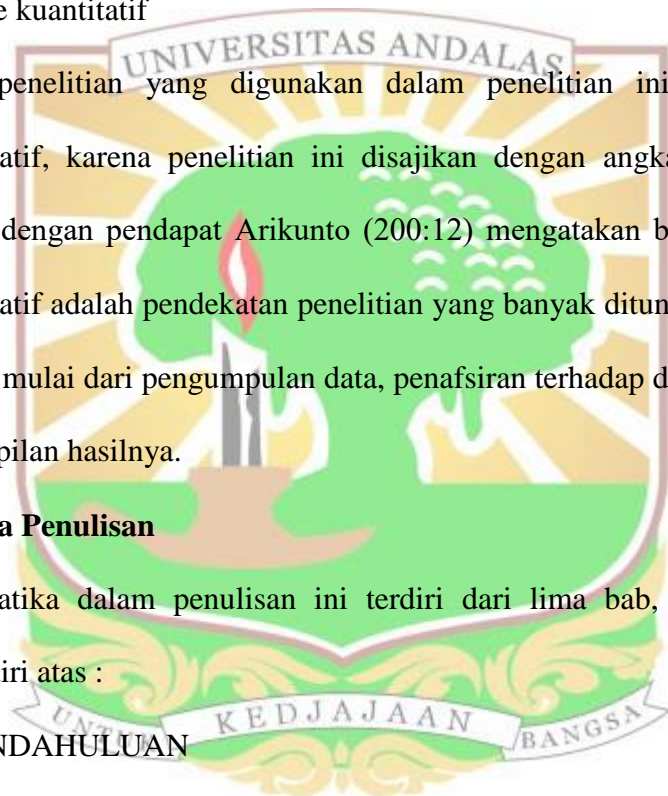 e kuantitatif
UNIVERSITAS ANDALAS
penelitian yang digunakan dalam penelitian ini
atif, karena penelitian ini disajikan dengan angka
dengan pendapat Arikunto (200:12) mengatakan b
atif adalah pendekatan penelitian yang banyak ditun
mulai dari pengumpulan data, penafsiran terhadap d
pilan hasilnya.
a Penulisan
atika dalam penulisan ini terdiri dari lima bab,
iri atas :
UNTUK KEDJAJAAN BANGSA
NDAHULUAN